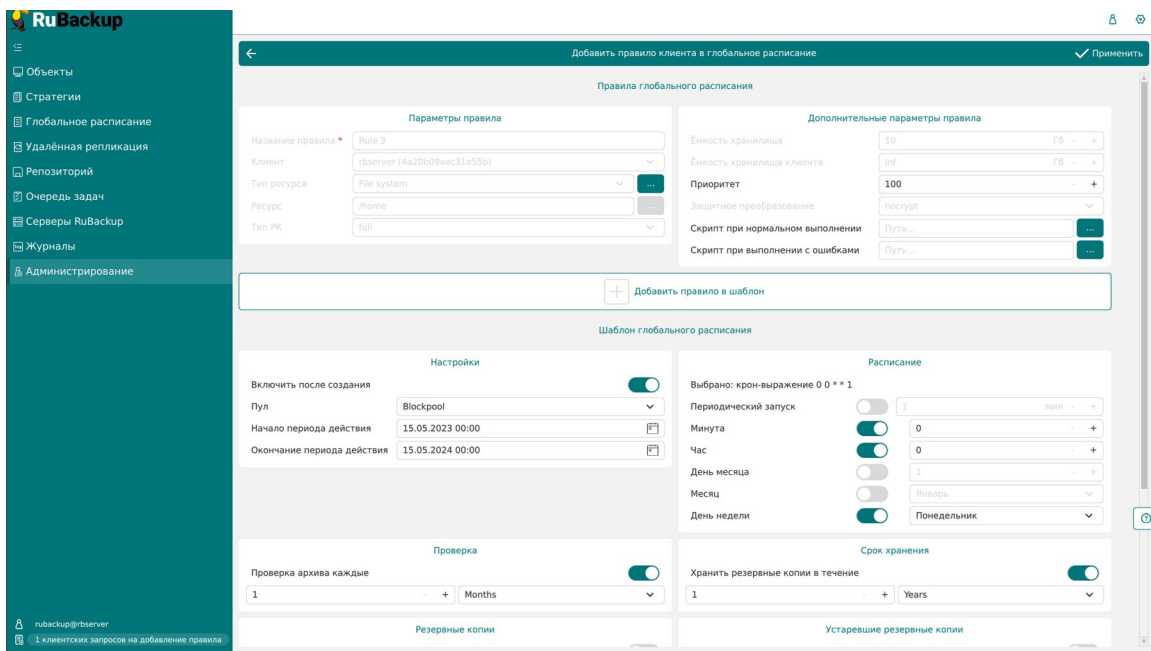 RuBackup
Объекты
Стратегии
Глобальное расписание
Удалённая репликация
Репозиторий
Очередь задач
Серверы RuBackup
Журналы
Администрирование
rubackup@rbserver
1 клиентских запросов на добавление правила
Добавить правило клиента в глобальное расписание
Применить
Правила глобального расписания
Параметры правила
Название правила * Rule 3
Клиент rbserver (4a20b09aec31e55b)
Тип ресурса File system ...
Ресурс /home ...
Тип РК full
Дополнительные параметры правила
Ёмкость хранилища 10 Гб - +
Ёмкость хранилища клиента Inf Гб - +
Приоритет 100 - +
Защитное преобразование nocrypt
Скрипт при нормальном выполнении Путь... ...
Скрипт при выполнении с ошибками Путь... ...
+ Добавить правило в шаблон
Шаблон глобального расписания
Настройки
Включить после создания
Пул Blockpool
Начало периода действия 15.05.2023 00:00
Окончание периода действия 15.05.2024 00:00
Расписание
Выбрано: крон-выражение 0 0 * * 1
Периодический запуск 1 мин - +
Минута 0 - +
Час 0 - +
День месяца 1 - +
Месяц Январь
День недели Понедельник
Проверка
Проверка архива каждые
1 - + Months
Срок хранения
Хранить резервные копии в течение
1 - + Years
Резервные копии
Устаревшие резервные копии